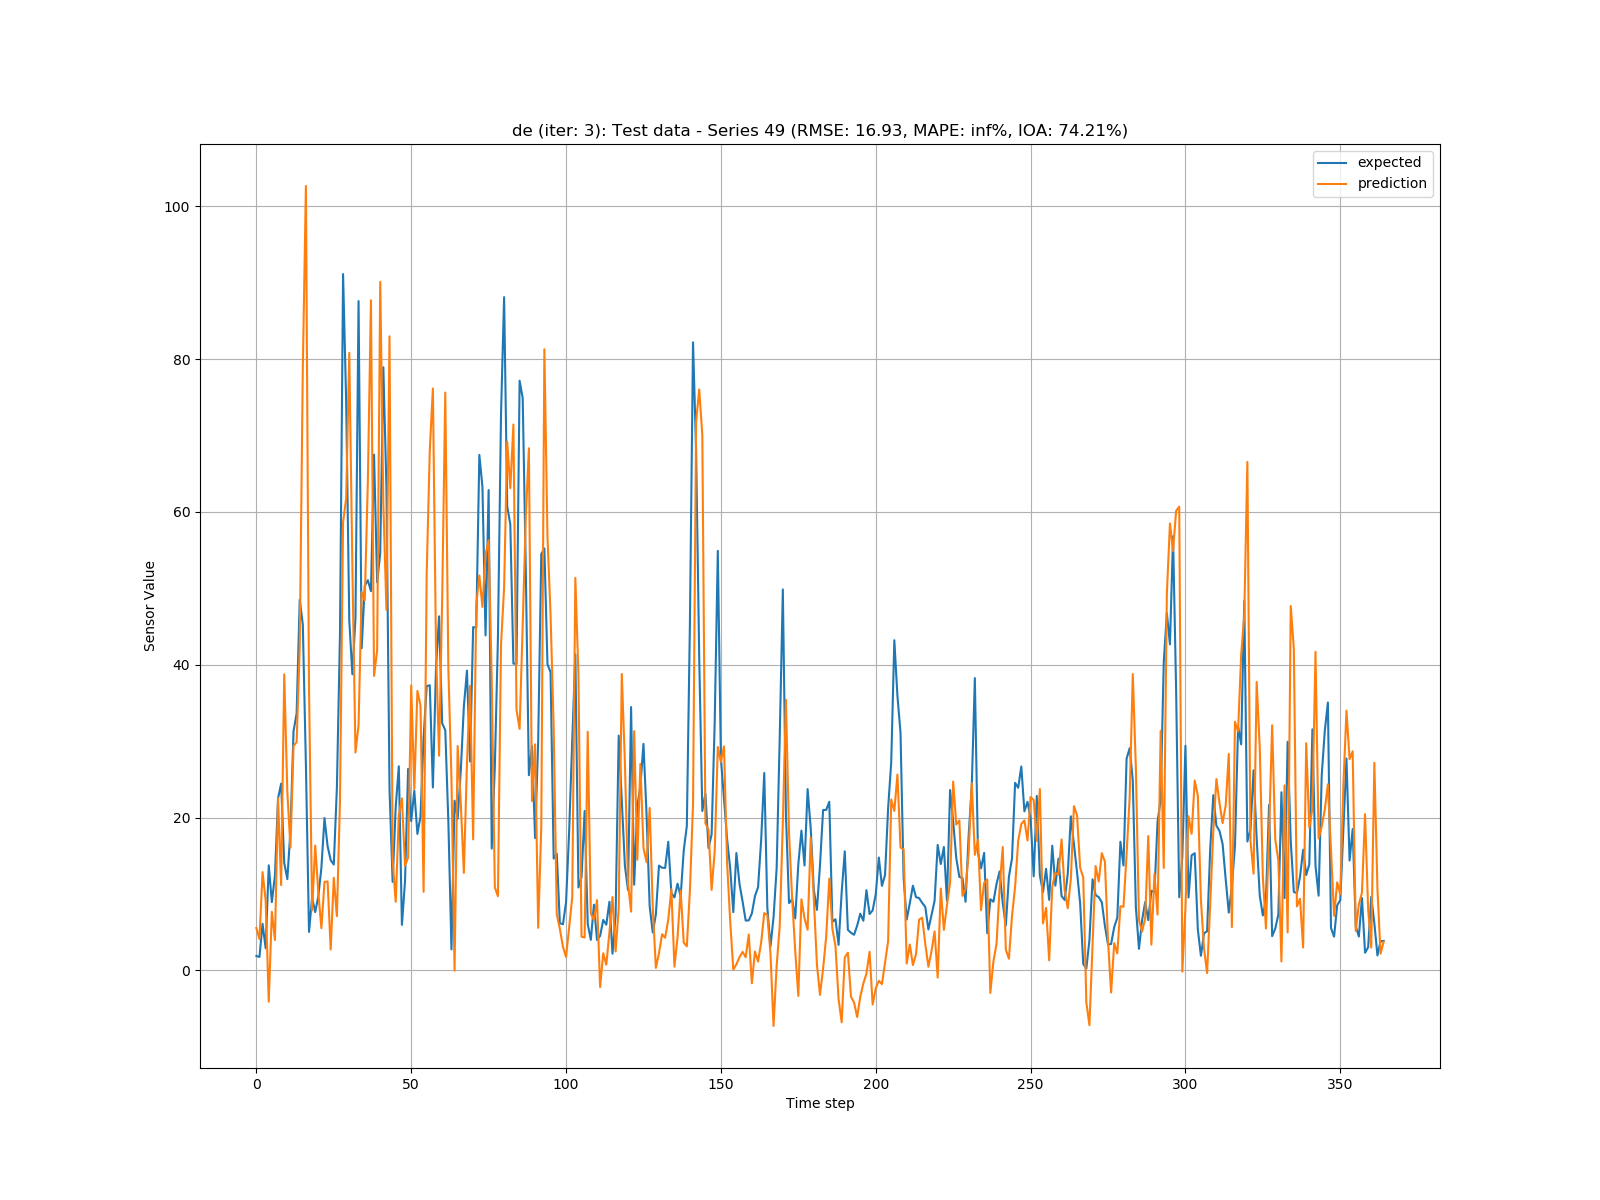 de (iter: 3): Test data - Series 49 (RMSE: 16.93, MAPE: inf%, IOA: 74.21%)
expected
prediction
100
80
60
40
20
0
Sensor Value
0 50 100 150 200 250 300 350
Time step